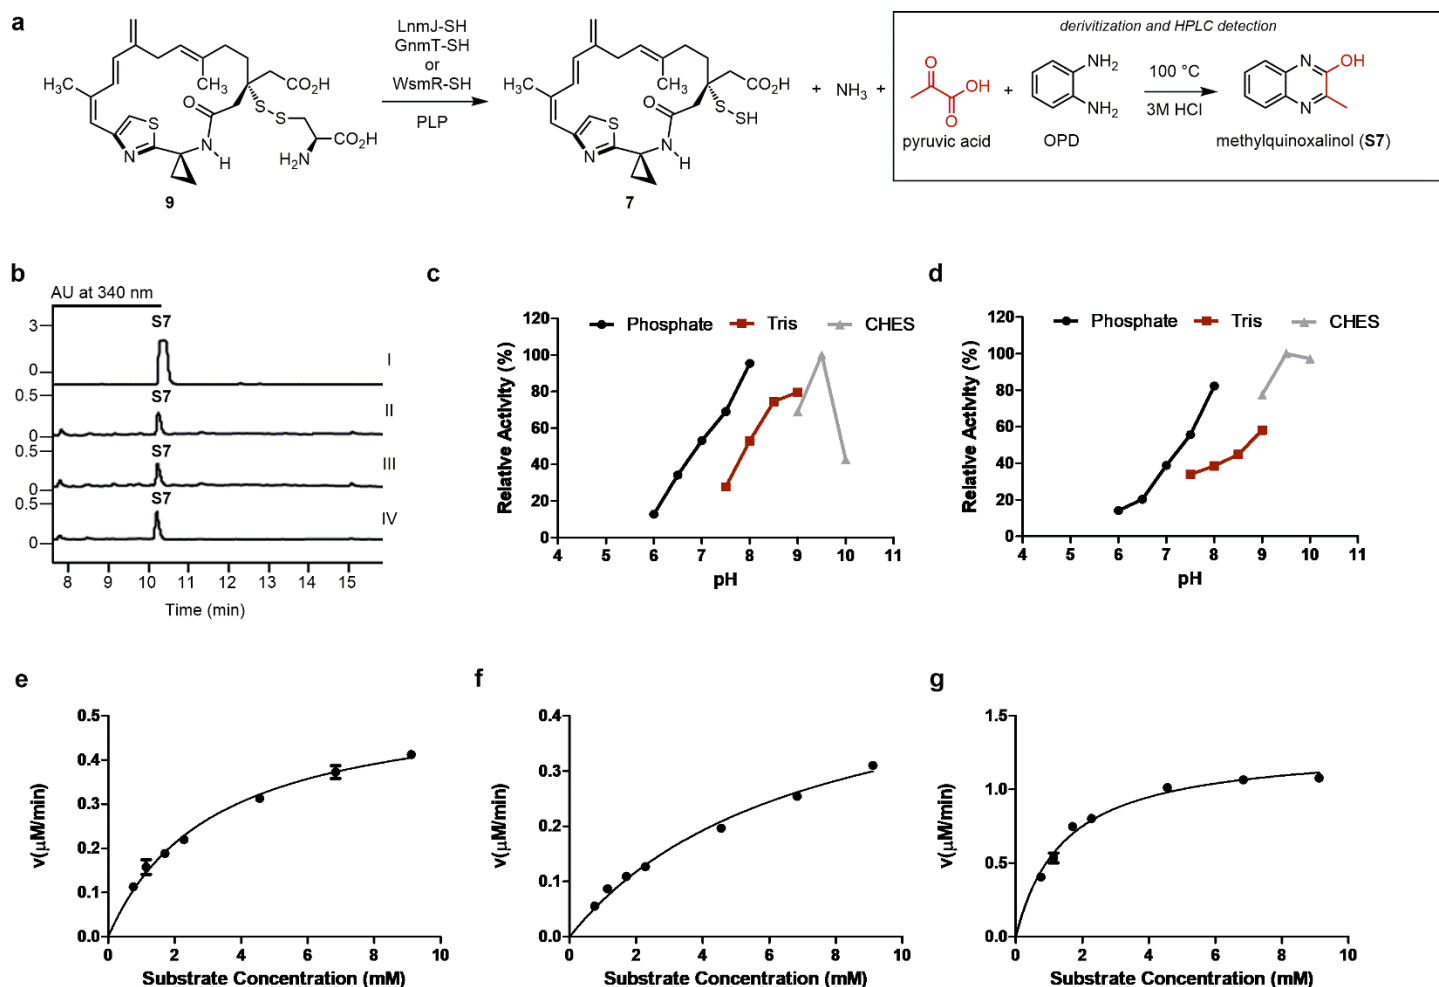 a
LnmJ-SH
GnmT-SH
or
WsmR-SH
PLP
H3C
CH3
CO2H
O
S
S
CO2H
H2N
S
N
N
H
9
H3C
CH3
CO2H
O
S
SH
S
N
N
H
7
+ NH3 +
derivitization and HPLC detection
O
OH
O
pyruvic acid
+
NH2
NH2
OPD
100 °C
3M HCl
N
OH
N
methylquinoxalinol (S7)
b
AU at 340 nm
S7
3
0
I
S7
0.5
0
II
S7
0.5
0
III
S7
0.5
0
IV
8 9 10 11 12 13 14 15
Time (min)
c
Phosphate Tris CHES
Relative Activity (%)
120
100
80
60
40
20
0
4 5 6 7 8 9 10 11
pH
d
Phosphate Tris CHES
Relative Activity (%)
120
100
80
60
40
20
0
4 5 6 7 8 9 10 11
pH
e
v(µM/min)
0.5
0.4
0.3
0.2
0.1
0.0
0 2 4 6 8 10
Substrate Concentration (mM)
f
v(µM/min)
0.4
0.3
0.2
0.1
0.0
0 2 4 6 8 10
Substrate Concentration (mM)
g
v(µM/min)
1.5
1.0
0.5
0.0
0 2 4 6 8 10
Substrate Concentration (mM)